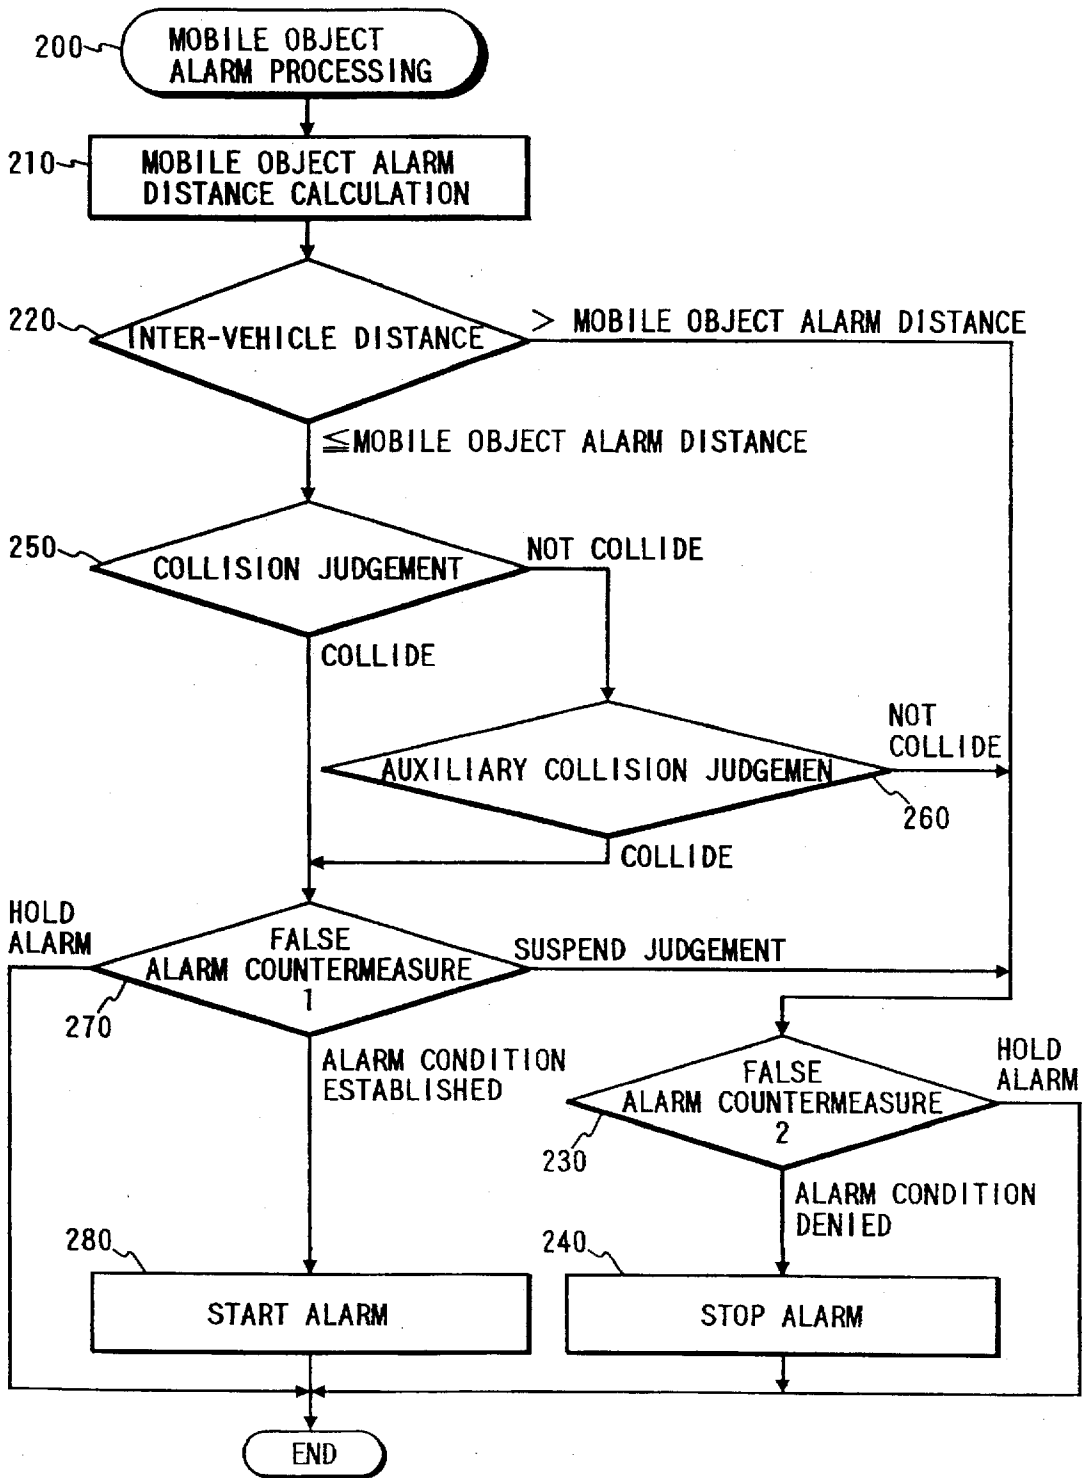 200
MOBILE OBJECT
ALARM PROCESSING
210
MOBILE OBJECT ALARM
DISTANCE CALCULATION
220
INTER-VEHICLE DISTANCE
> MOBILE OBJECT ALARM DISTANCE
≦MOBILE OBJECT ALARM DISTANCE
250
COLLISION JUDGEMENT
NOT COLLIDE
COLLIDE
AUXILIARY COLLISION JUDGEMEN
NOT
COLLIDE
260
COLLIDE
HOLD
ALARM
FALSE
ALARM COUNTERMEASURE
1
270
SUSPEND JUDGEMENT
ALARM CONDITION
ESTABLISHED
FALSE
ALARM COUNTERMEASURE
2
230
HOLD
ALARM
ALARM CONDITION
DENIED
280
START ALARM
240
STOP ALARM
END